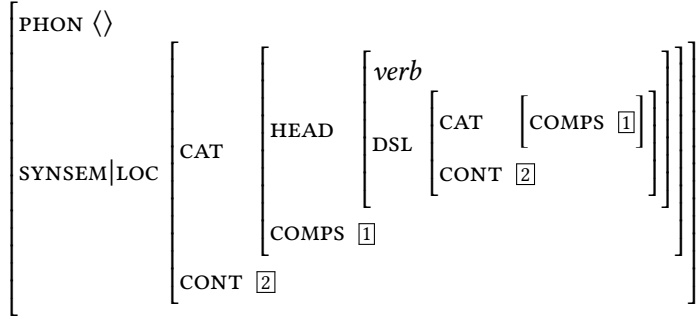 PHON ⟨⟩
verb
CAT [COMPS 1]
HEAD
DSL
CAT
CONT 2
SYNSEM|LOC
COMPS 1
CONT 2